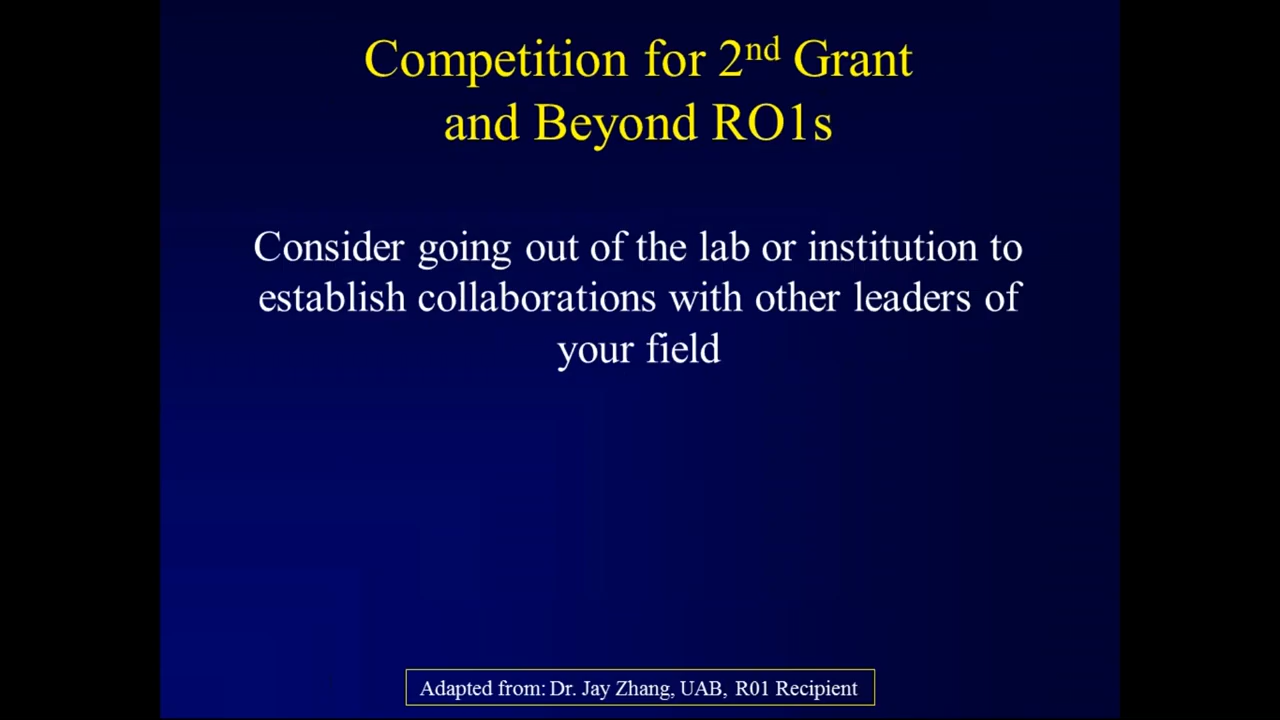 Competition for 2nd Grant
and Beyond RO1s
Consider going out of the lab or institution to
establish collaborations with other leaders of
your field
Adapted from: Dr. Jay Zhang, UAB, R01 Recipient